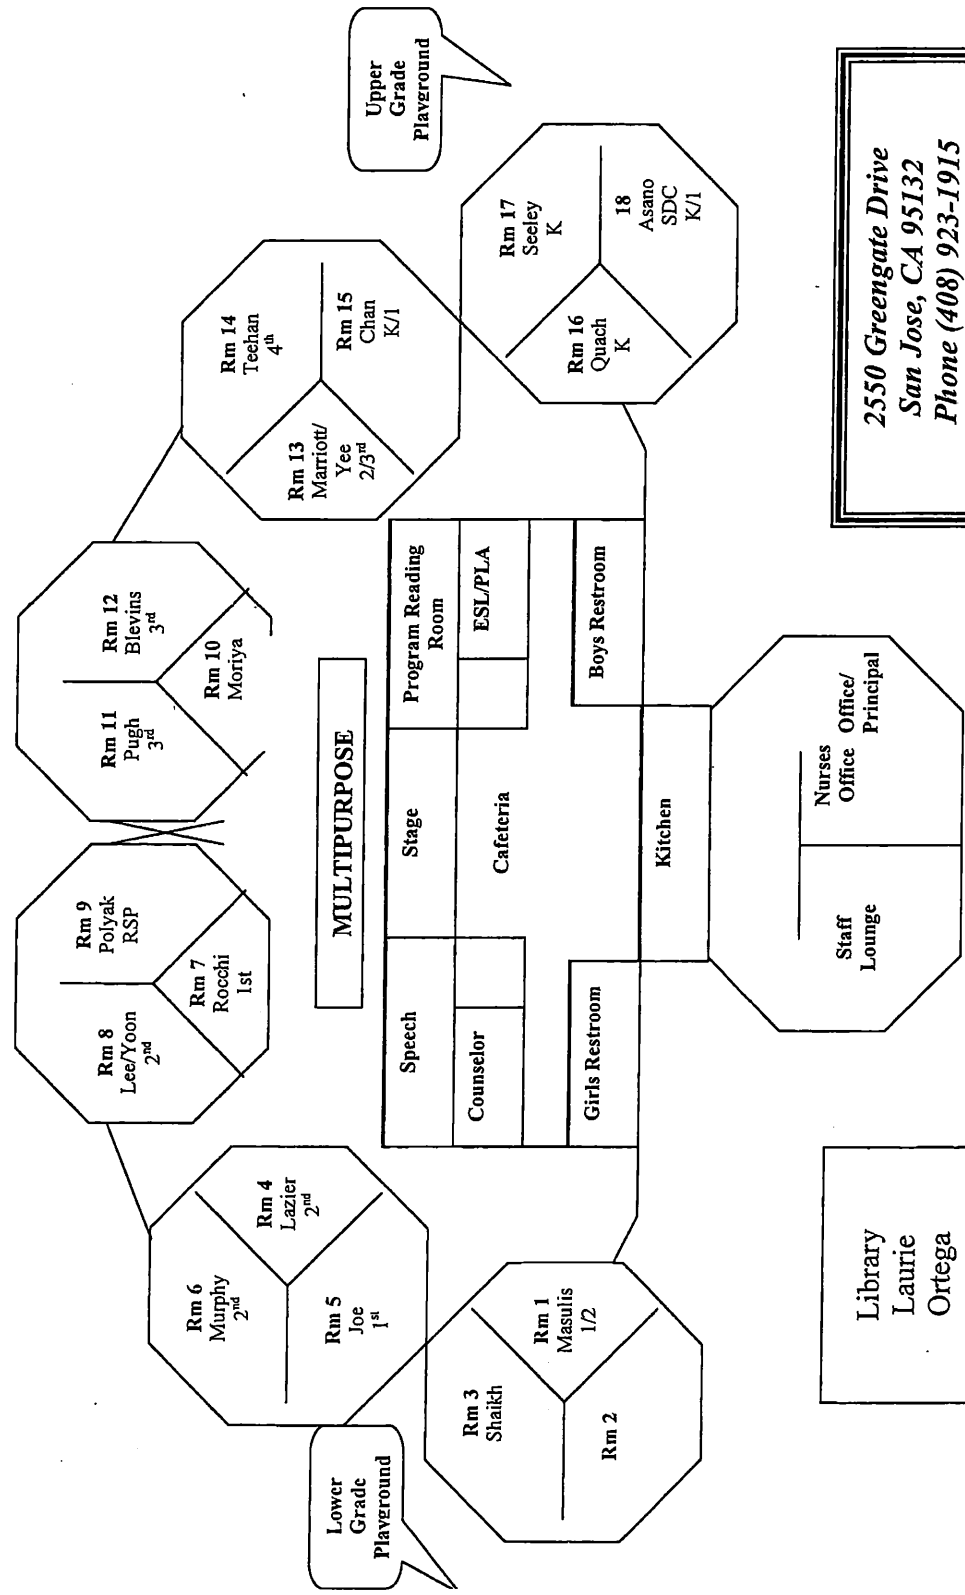 Lower
Grade
Playground
Upper
Grade
Playground
Rm 8
Lee/Yoon
2nd
Rm 9
Polyak
RSP
Rm 7
Rocchi
1st
Rm 11
Pugh
3rd
Rm 12
Blevins
3rd
Rm 10
Moriya
Rm 6
Murphy
2nd
Rm 4
Lazier
2nd
Rm 5
Joe
1st
Rm 14
Teehan
4th
Rm 13
Marriott/
Yee
2/3rd
Rm 15
Chan
K/1
MULTIPURPOSE
Speech
Stage
Program Reading
Room
Counselor
Cafeteria
ESL/PLA
Girls Restroom
Boys Restroom
Kitchen
Rm 3
Shaikh
Rm 1
Masulis
1/2
Rm 2
Rm 17
Seeley
K
Rm 16
Quach
K
18
Asano
SDC
K/1
Staff
Lounge
Nurses
Office
Office/
Principal
Library
Laurie
Ortega
2550 Greengate Drive
San Jose, CA 95132
Phone (408) 923-1915